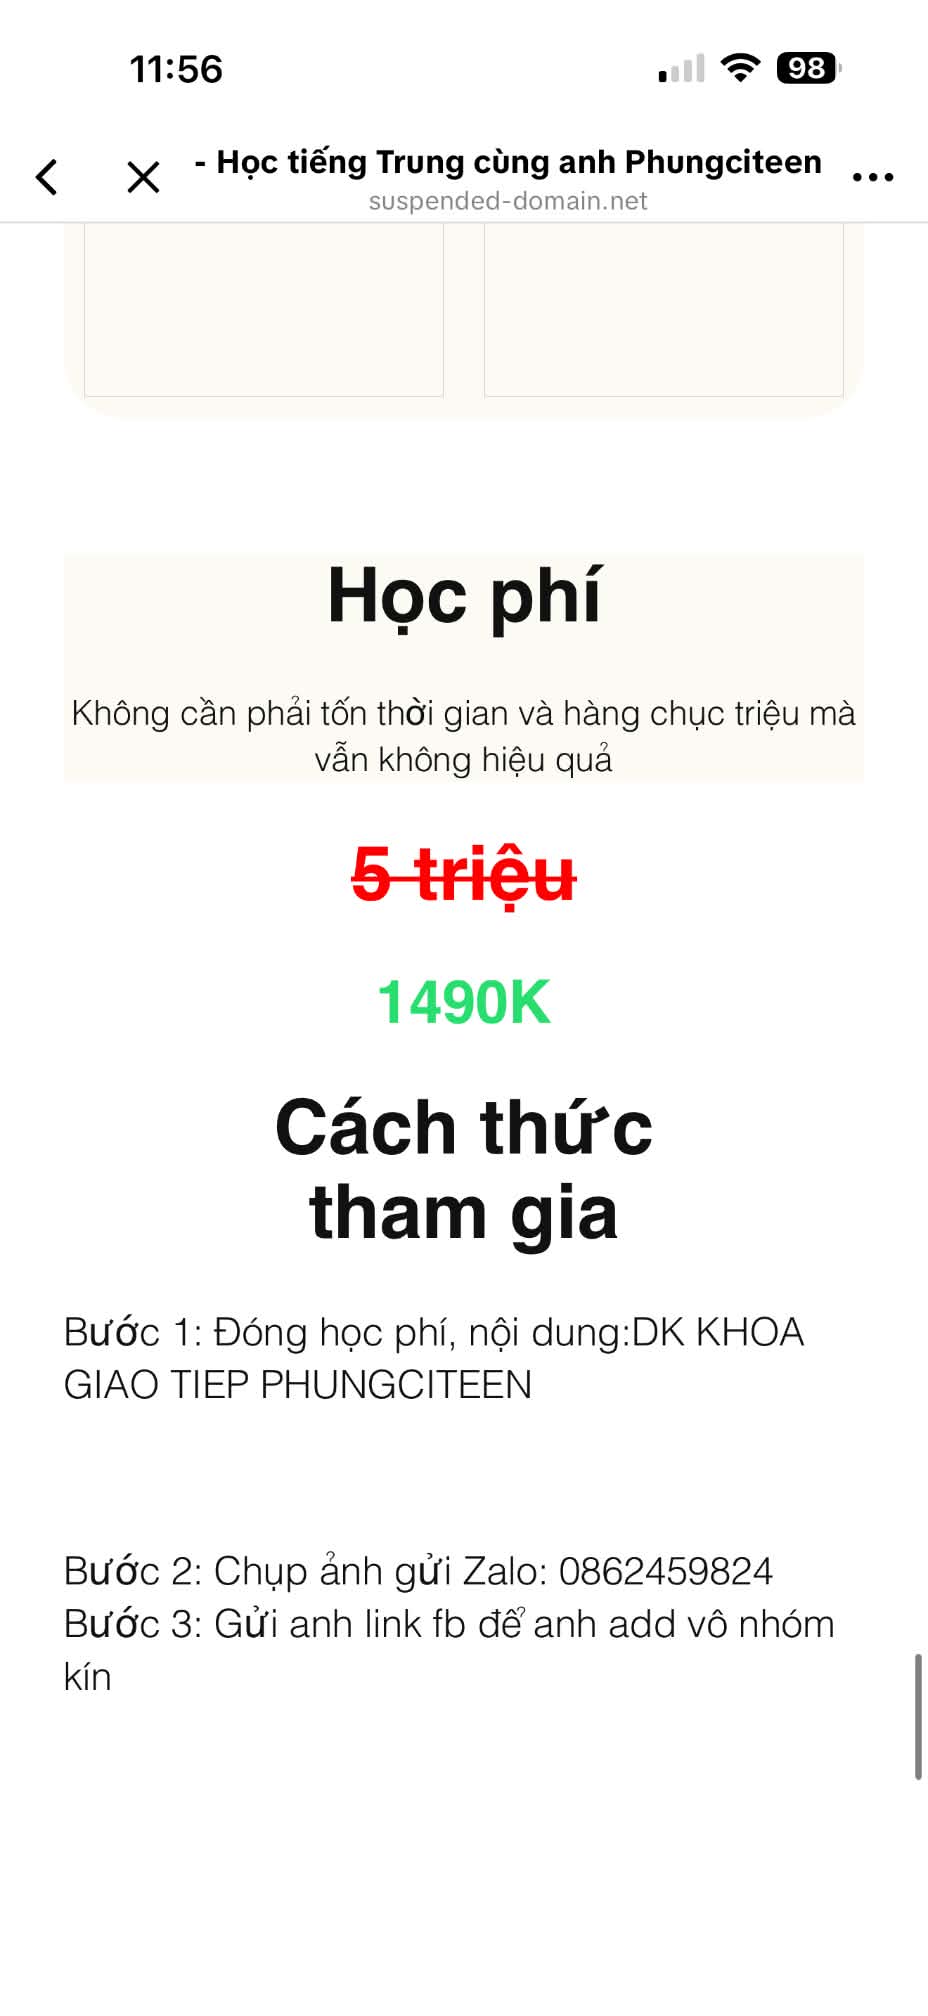 11:56
98
- Học tiếng Trung cùng anh Phungciteen
suspended-domain.net
Học phí
Không cần phải tốn thời gian và hàng chục triệu mà
vẫn không hiệu quả
5 triệu
1490K
Cách thức
tham gia
Bước 1: Đóng học phí, nội dung:DK KHOA
GIAO TIEP PHUNGCITEEN
Bước 2: Chụp ảnh gửi Zalo: 0862459824
Bước 3: Gửi anh link fb để anh add vô nhóm
kín